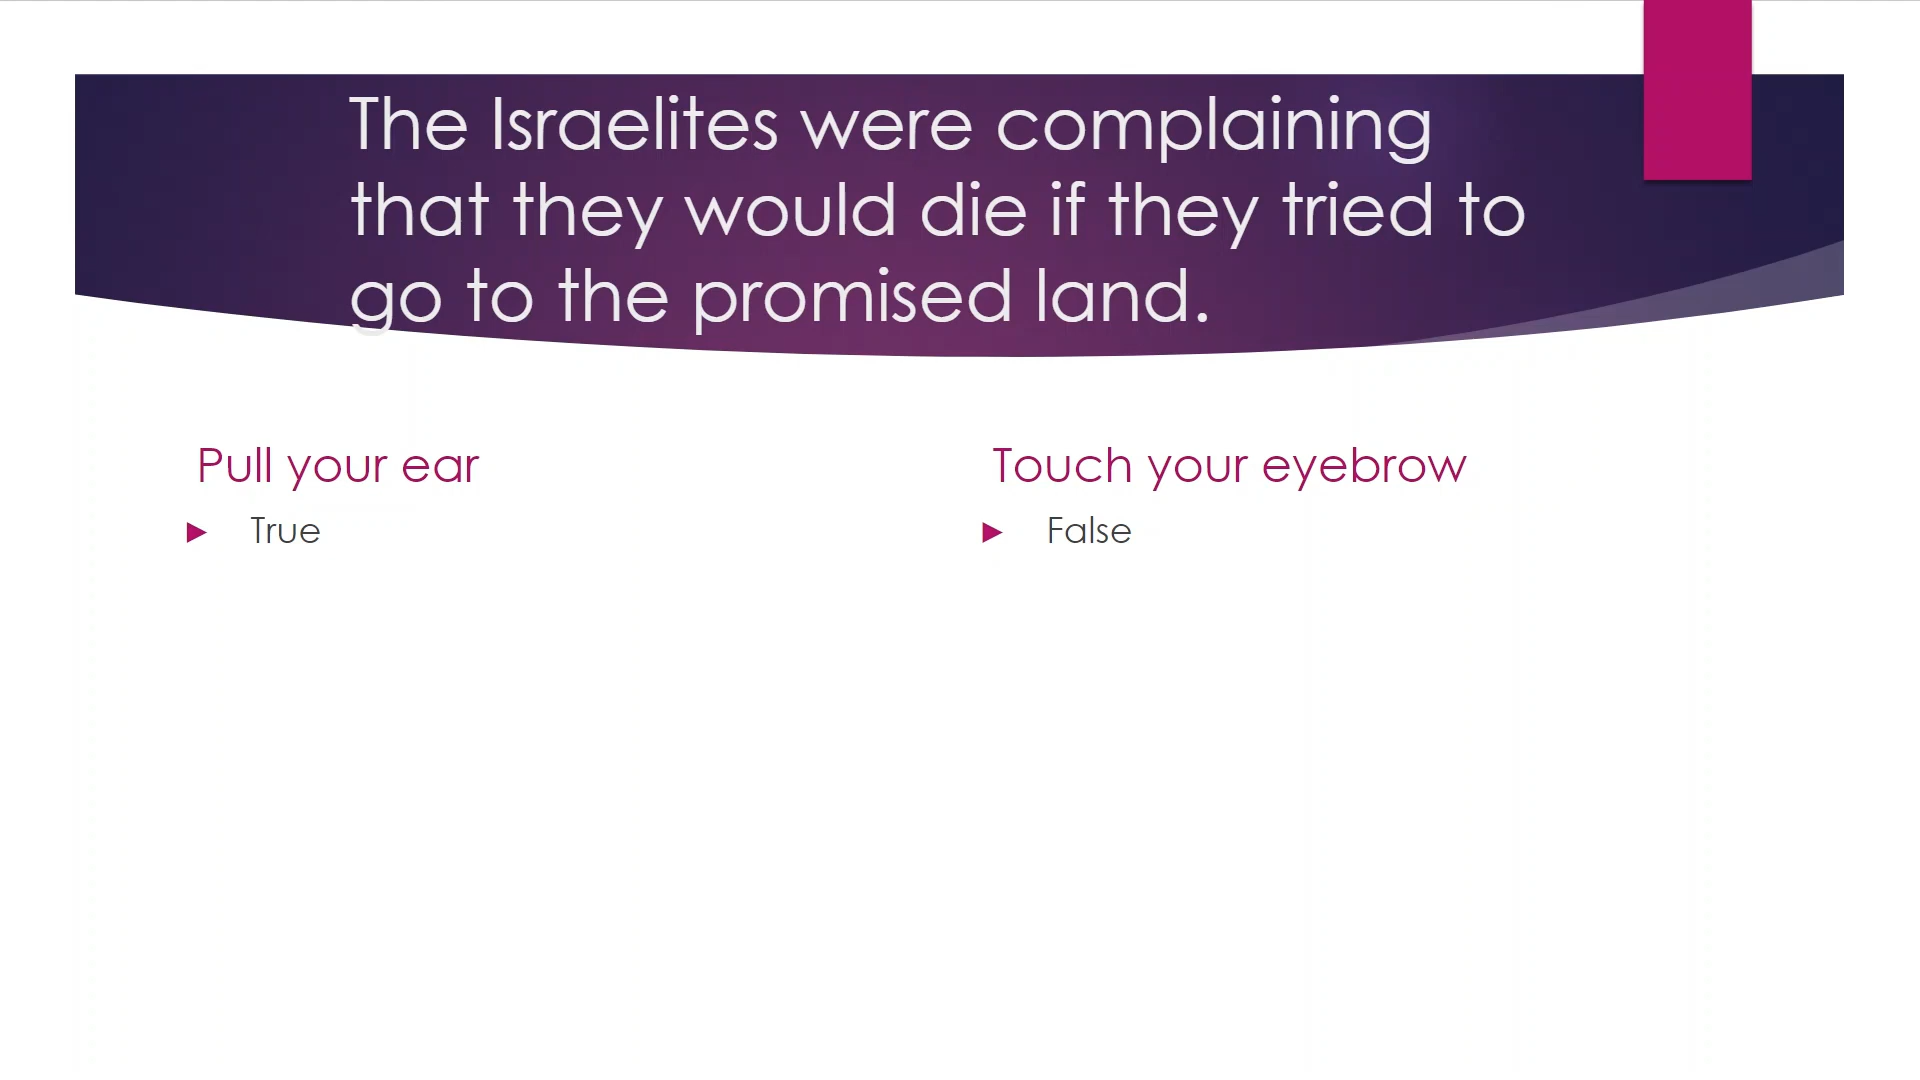 The Israelites were complaining
that they would die if they tried to
go to the promised land.
Pull your ear
True
Touch your eyebrow
False